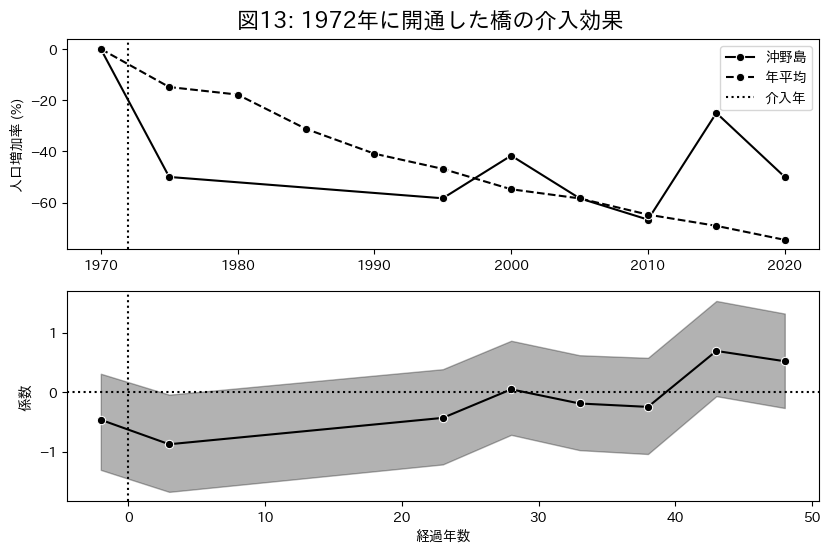 図13: 1972年に開通した橋の介入効果
人口増加率 (%)
0
−20
−40
−60
沖野島
年平均
介入年
1970 1980 1990 2000 2010 2020
係数
1
0
−1
0 10 20 30 40 50
経過年数